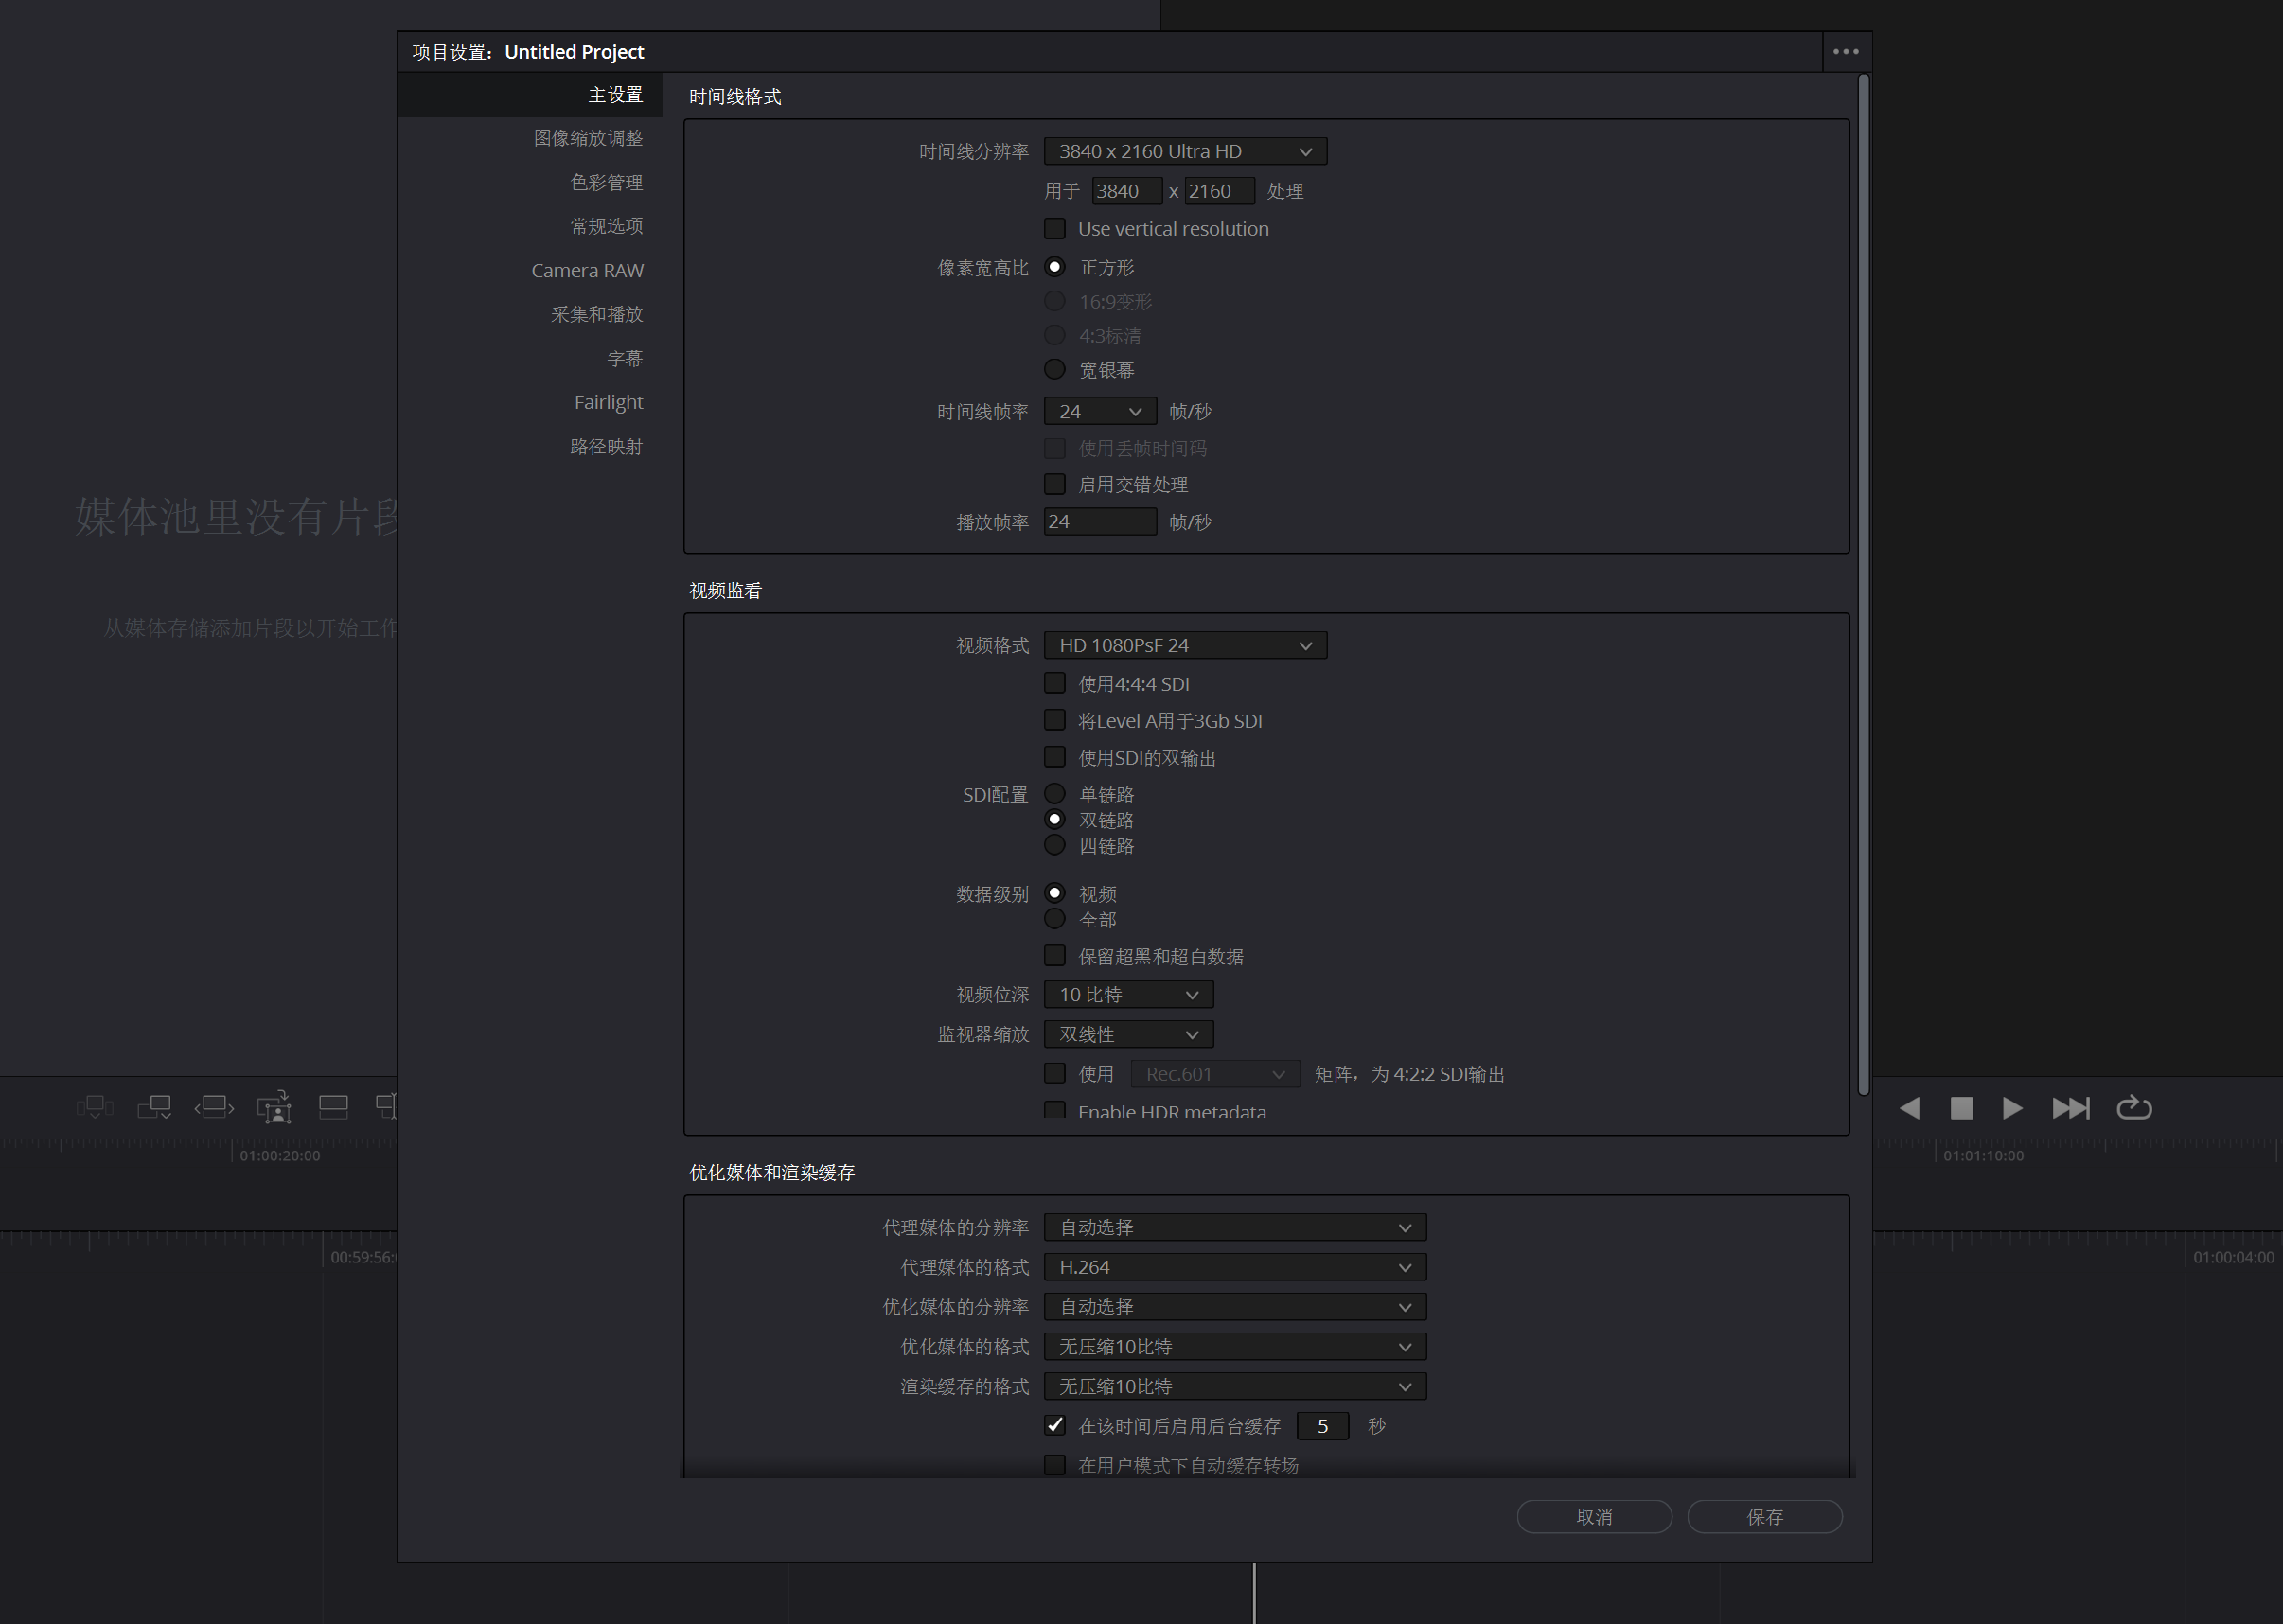 项目设置：Untitled Project
主设置
图像缩放调整
色彩管理
常规选项
Camera RAW
采集和播放
字幕
Fairlight
路径映射
媒体池里没有片段
从媒体存储添加片段以开始工作
时间线格式
时间线分辨率 3840 x 2160 Ultra HD
用于 3840 x 2160 处理
Use vertical resolution
像素宽高比 正方形
16:9变形
4:3标清
宽银幕
时间线帧率 24 帧/秒
使用丢帧时间码
启用交错处理
播放帧率 24 帧/秒
视频监看
视频格式 HD 1080PsF 24
使用4:4:4 SDI
将Level A用于3Gb SDI
使用SDI的双输出
SDI配置 单链路
双链路
四链路
数据级别 视频
全部
保留超黑和超白数据
视频位深 10 比特
监视器缩放 双线性
使用 Rec.601 矩阵，为 4:2:2 SDI输出
Enable HDR metadata
优化媒体和渲染缓存
代理媒体的分辨率 自动选择
代理媒体的格式 H.264
优化媒体的分辨率 自动选择
优化媒体的格式 无压缩10比特
渲染缓存的格式 无压缩10比特
在该时间后启用后台缓存 5 秒
在用户模式下自动缓存转场
取消 保存
01:00:20:00
01:01:10:00
00:59:56:
01:00:04:00